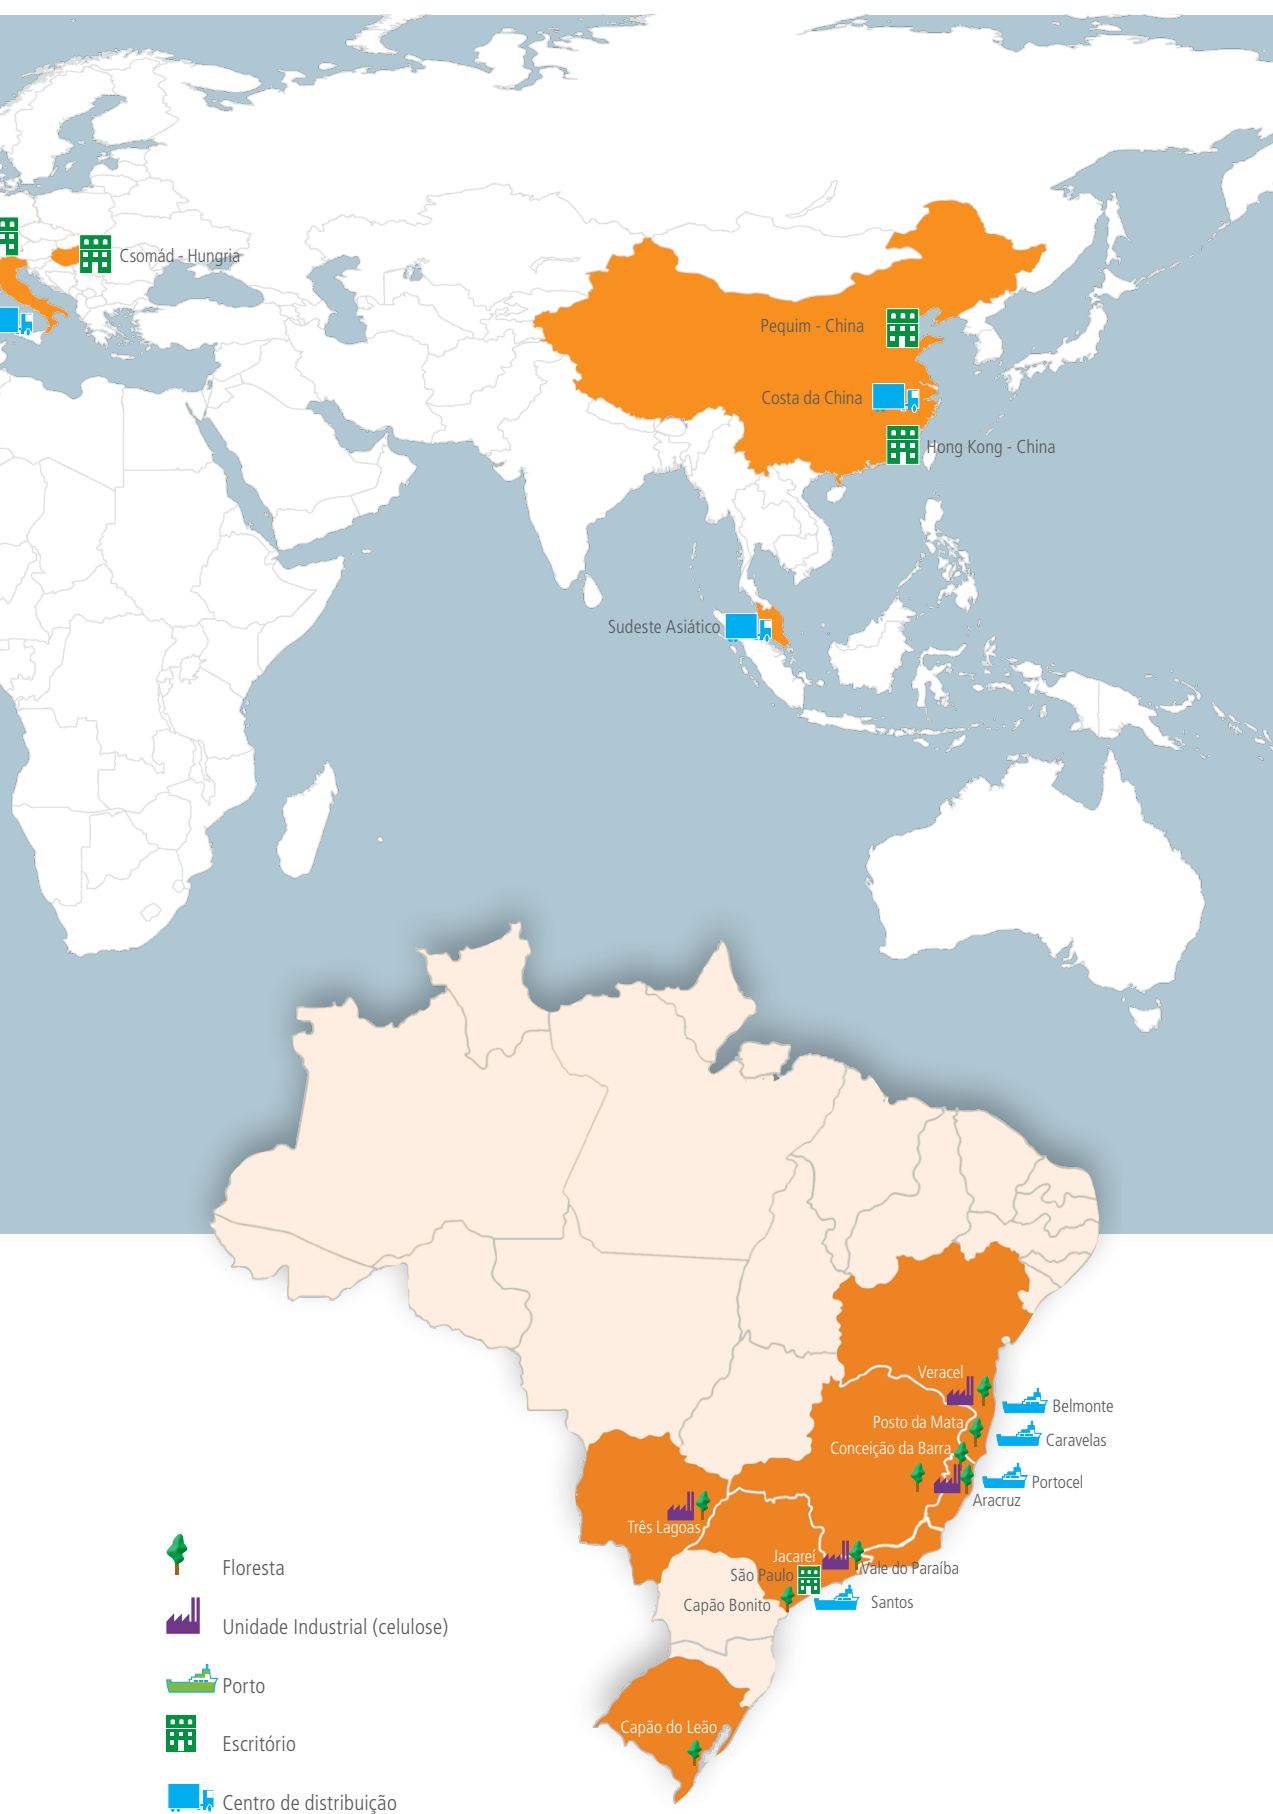 Csomád - Hungria
Pequim - China
Costa da China
Hong Kong - China
Sudeste Asiático
Veracel
Belmonte
Posto da Mata
Caravelas
Conceição da Barra
Portocel
Aracruz
Três Lagoas
Jacareí
Vale do Paraíba
São Paulo
Capão Bonito
Santos
Capão do Leão
Floresta
Unidade Industrial (celulose)
Porto
Escritório
Centro de distribuição